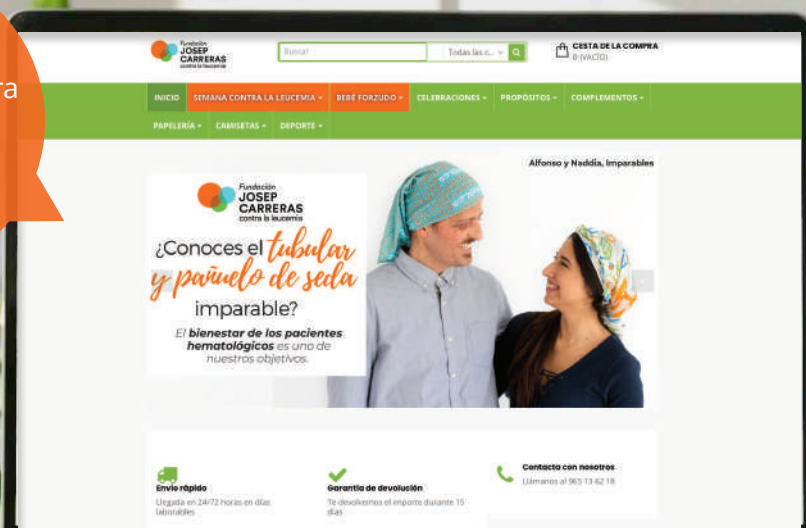 ra
Fundación
JOSEP
CARRERAS
contra la leucemia
Buscar
Todas las c...
CESTA DE LA COMPRA
0 (VACÍO)
INICIO
SEMANA CONTRA LA LEUCEMIA
BEBÉ FORZUDO
CELEBRACIONES
PROPÓSITOS
COMPLEMENTOS
PAPELERÍA
CAMISETAS
DEPORTE
Alfonso y Naddia, Imparables
Fundación
JOSEP
CARRERAS
contra la leucemia
¿Conoces el tubular
y pañuelo de seda
imparable?
El bienestar de los pacientes
hematológicos es uno de
nuestros objetivos.
Envío rápido
Llegada en 24/72 horas en días
laborables
Garantía de devolución
Te devolvemos el importe durante 15
días
Contacta con nosotros
Llámanos al 965 13 62 18